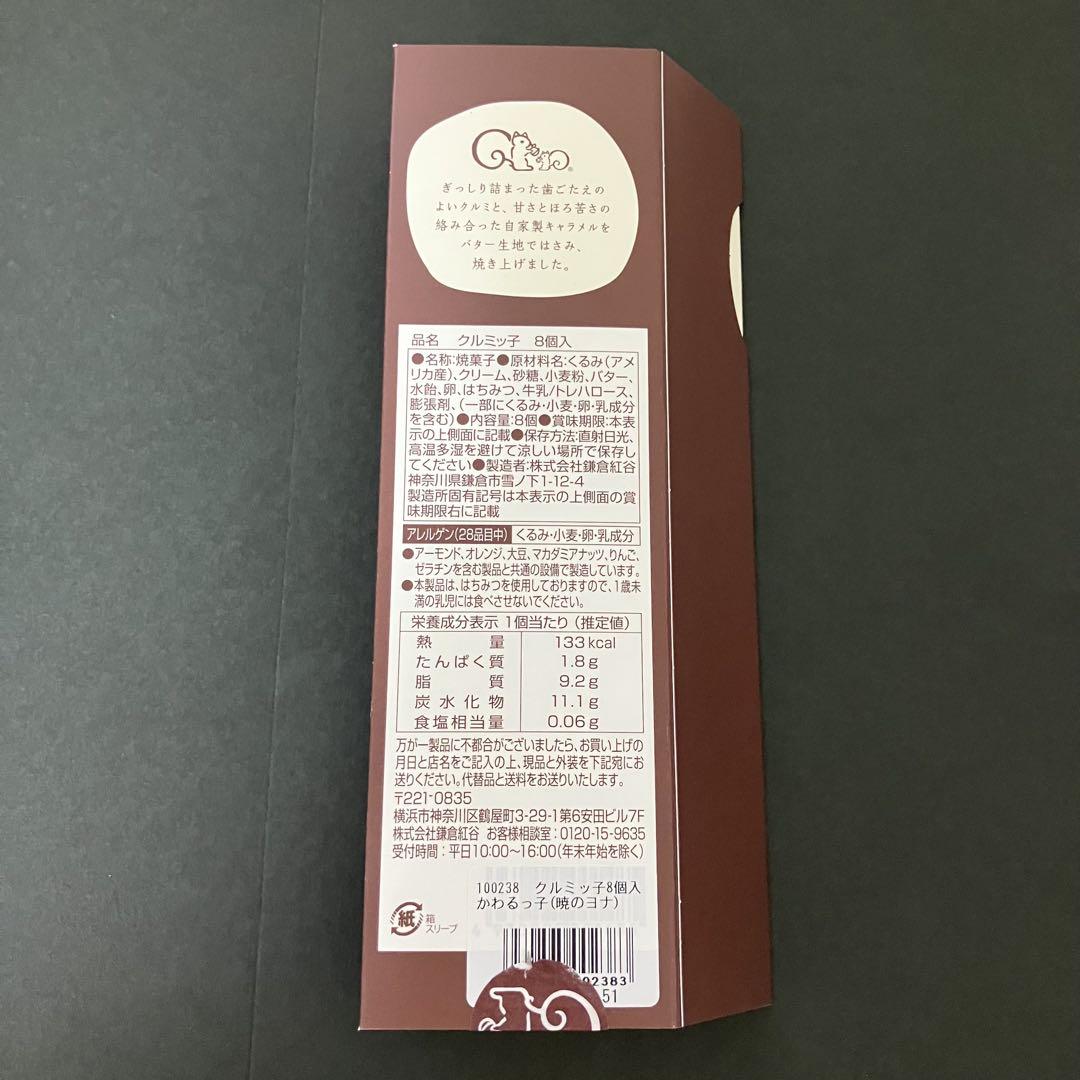 ぎっしり詰まった歯ごたえの
よいクルミと、甘さとほろ苦さの
絡み合った自家製キャラメルを
バター生地ではさみ、
焼き上げました。
品名 クルミッ子 8個入
●名称:焼菓子●原材料名:くるみ(アメ
リカ産)、クリーム、砂糖、小麦粉、バター、
水飴、卵、はちみつ、牛乳/トレハロース、
膨張剤、(一部にくるみ・小麦・卵・乳成分
を含む)●内容量:8個●賞味期限:本表
示の上側面に記載●保存方法:直射日光、
高温多湿を避けて涼しい場所で保存し
てください●製造者:株式会社鎌倉紅谷
神奈川県鎌倉市雪ノ下1-12-4
製造所固有記号は本表示の上側面の賞
味期限右に記載
アレルゲン(28品目中) くるみ・小麦・卵・乳成分
●アーモンド、オレンジ、大豆、マカダミアナッツ、りんご、
ゼラチンを含む製品と共通の設備で製造しています。
●本製品は、はちみつを使用しておりますので、1歳未
満の乳児には食べさせないでください。
栄養成分表示 1個当たり(推定値)
熱量 133kcal
たんぱく質 1.8g
脂質 9.2g
炭水化物 11.1g
食塩相当量 0.06g
万が一製品に不都合がございましたら、お買い上げの
月日と店名をご記入の上、現品と外装を下記宛にお
送りください。代替品と送料をお送りいたします。
〒221-0835
横浜市神奈川区鶴屋町3-29-1第6安田ビル7F
株式会社鎌倉紅谷 お客様相談室:0120-15-9635
受付時間:平日10:00〜16:00(年末年始を除く)
100238 クルミッ子8個入
かわるっ子(暁のヨナ)
紙 箱
スリーブ
02383
51